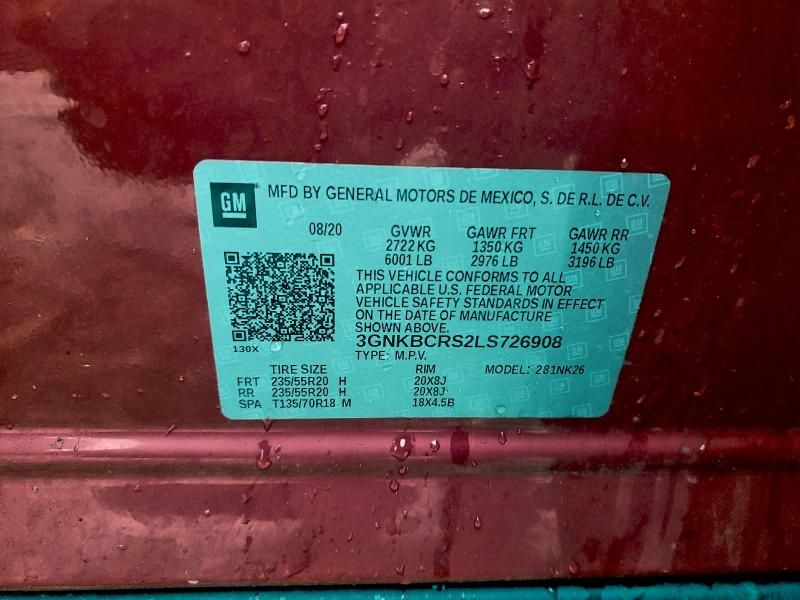 GM MFD BY GENERAL MOTORS DE MEXICO, S. DE R.L. DE C.V.
08/20 GVWR GAWR FRT GAWR RR
2722 KG 1350 KG 1450 KG
6001 LB 2976 LB 3196 LB
THIS VEHICLE CONFORMS TO ALL
APPLICABLE U.S. FEDERAL MOTOR
VEHICLE SAFETY STANDARDS IN EFFECT
ON THE DATE OF MANUFACTURE
SHOWN ABOVE.
3GNKBCRS2LS726908
130X TYPE: M.P.V.
TIRE SIZE RIM MODEL: 281NK26
FRT 235/55R20 H 20X8J
RR 235/55R20 H 20X8J
SPA T135/70R18 M 18X4.5B